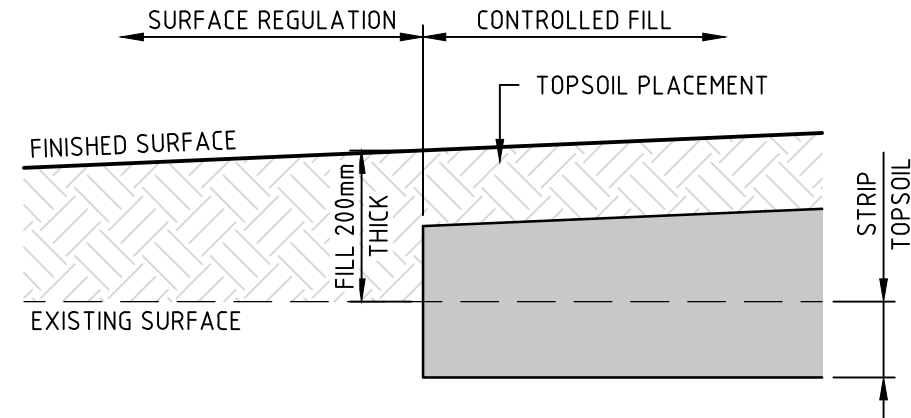 SURFACE REGULATION
CONTROLLED FILL
TOPSOIL PLACEMENT
FINISHED SURFACE
FILL 200mm
THICK
STRIP
TOPSOIL
EXISTING SURFACE